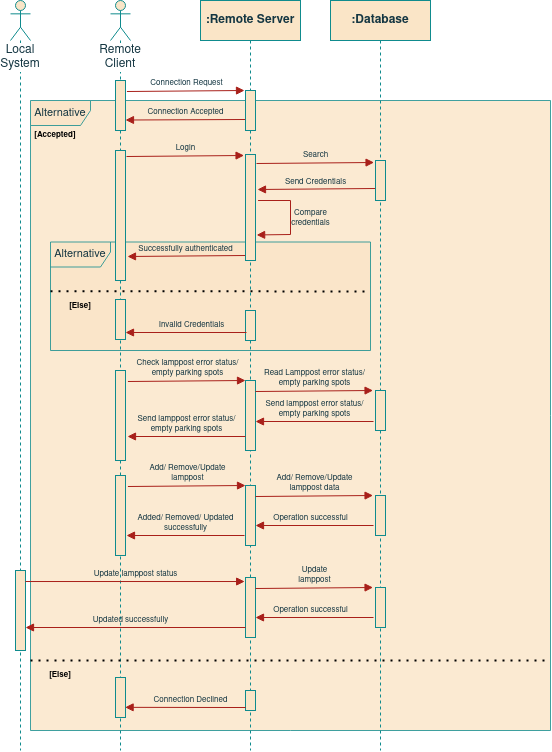 Local
System
Remote
Client
:Remote Server
:Database
Connection Request
Alternative
Connection Accepted
[Accepted]
Login
Search
Send Credentials
Compare
credentials
Alternative
Successfully authenticated
[Else]
Invalid Credentials
Check lamppost error status/
empty parking spots
Read Lamppost error status/
empty parking spots
Send lamppost error status/
empty parking spots
Send lamppost error status/
empty parking spots
Add/ Remove/Update
lamppost
Add/ Remove/Update
lamppost data
Added/ Removed/ Updated
successfully
Operation successful
Update lamppost status
Update
lamppost
Operation successful
Updated successfully
[Else]
Connection Declined